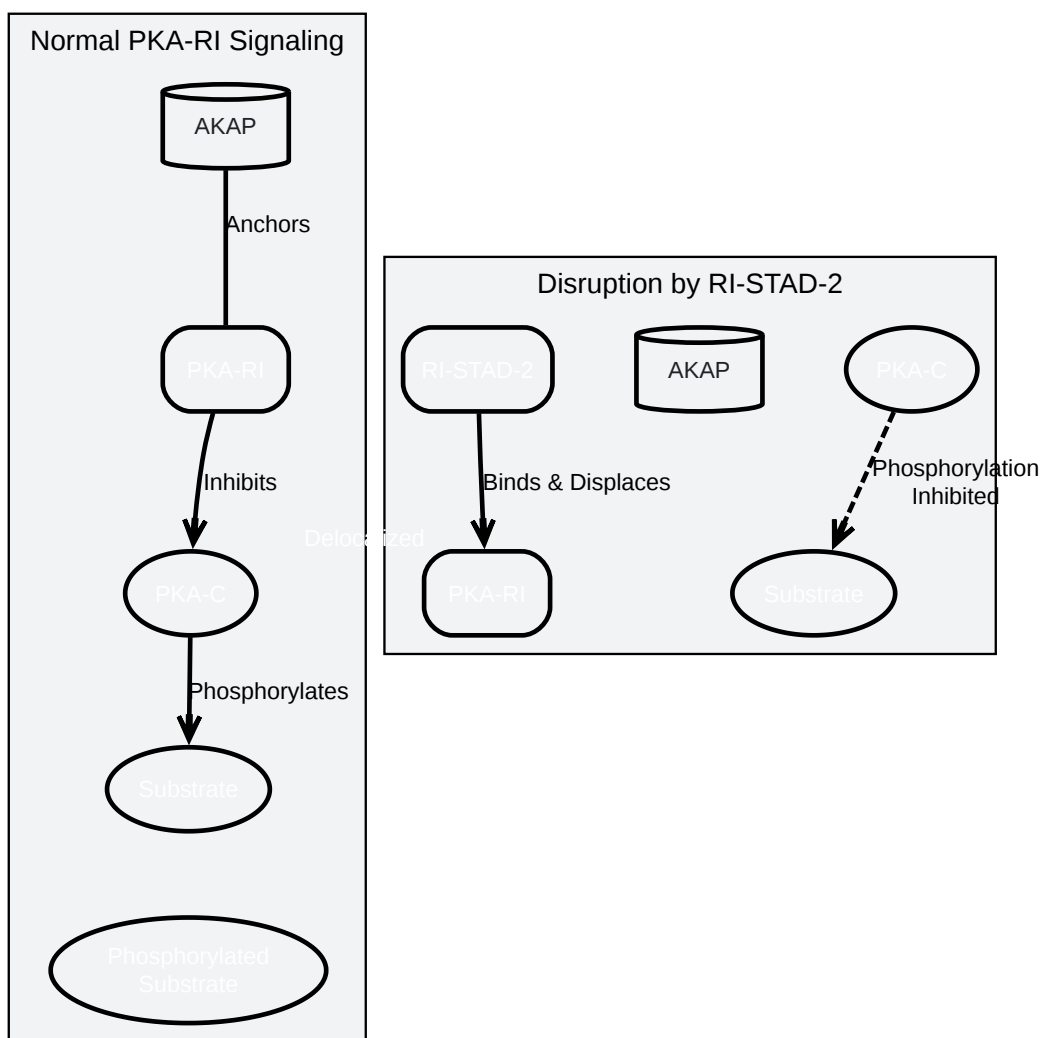 Normal PKA-RI Signaling
AKAP
Anchors
PKA-RI
Inhibits
PKA-C
Phosphorylates
Substrate
Phosphorylated
Substrate
Delocalized
Disruption by RI-STAD-2
RI-STAD-2
AKAP
PKA-C
Binds & Displaces
Phosphorylation
Inhibited
PKA-RI
Substrate